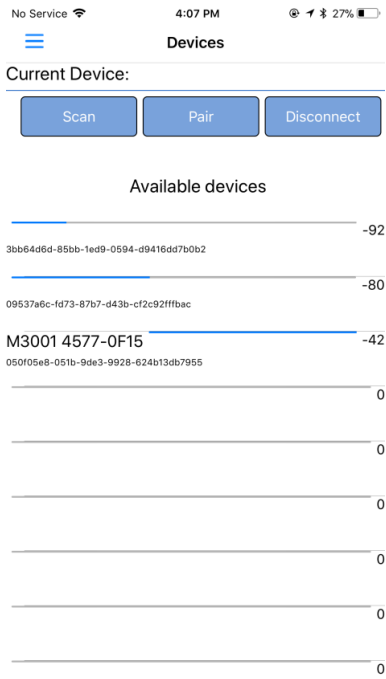 No Service 4:07 PM 27%
Devices
Current Device:
Scan Pair Disconnect
Available devices
-92
3bb64d6d-85bb-1ed9-0594-d9416dd7b0b2
-80
09537a6c-fd73-87b7-d43b-cf2c92fffbac
M3001 4577-0F15 -42
050f05e8-051b-9de3-9928-624b13db7955
0
0
0
0
0
0